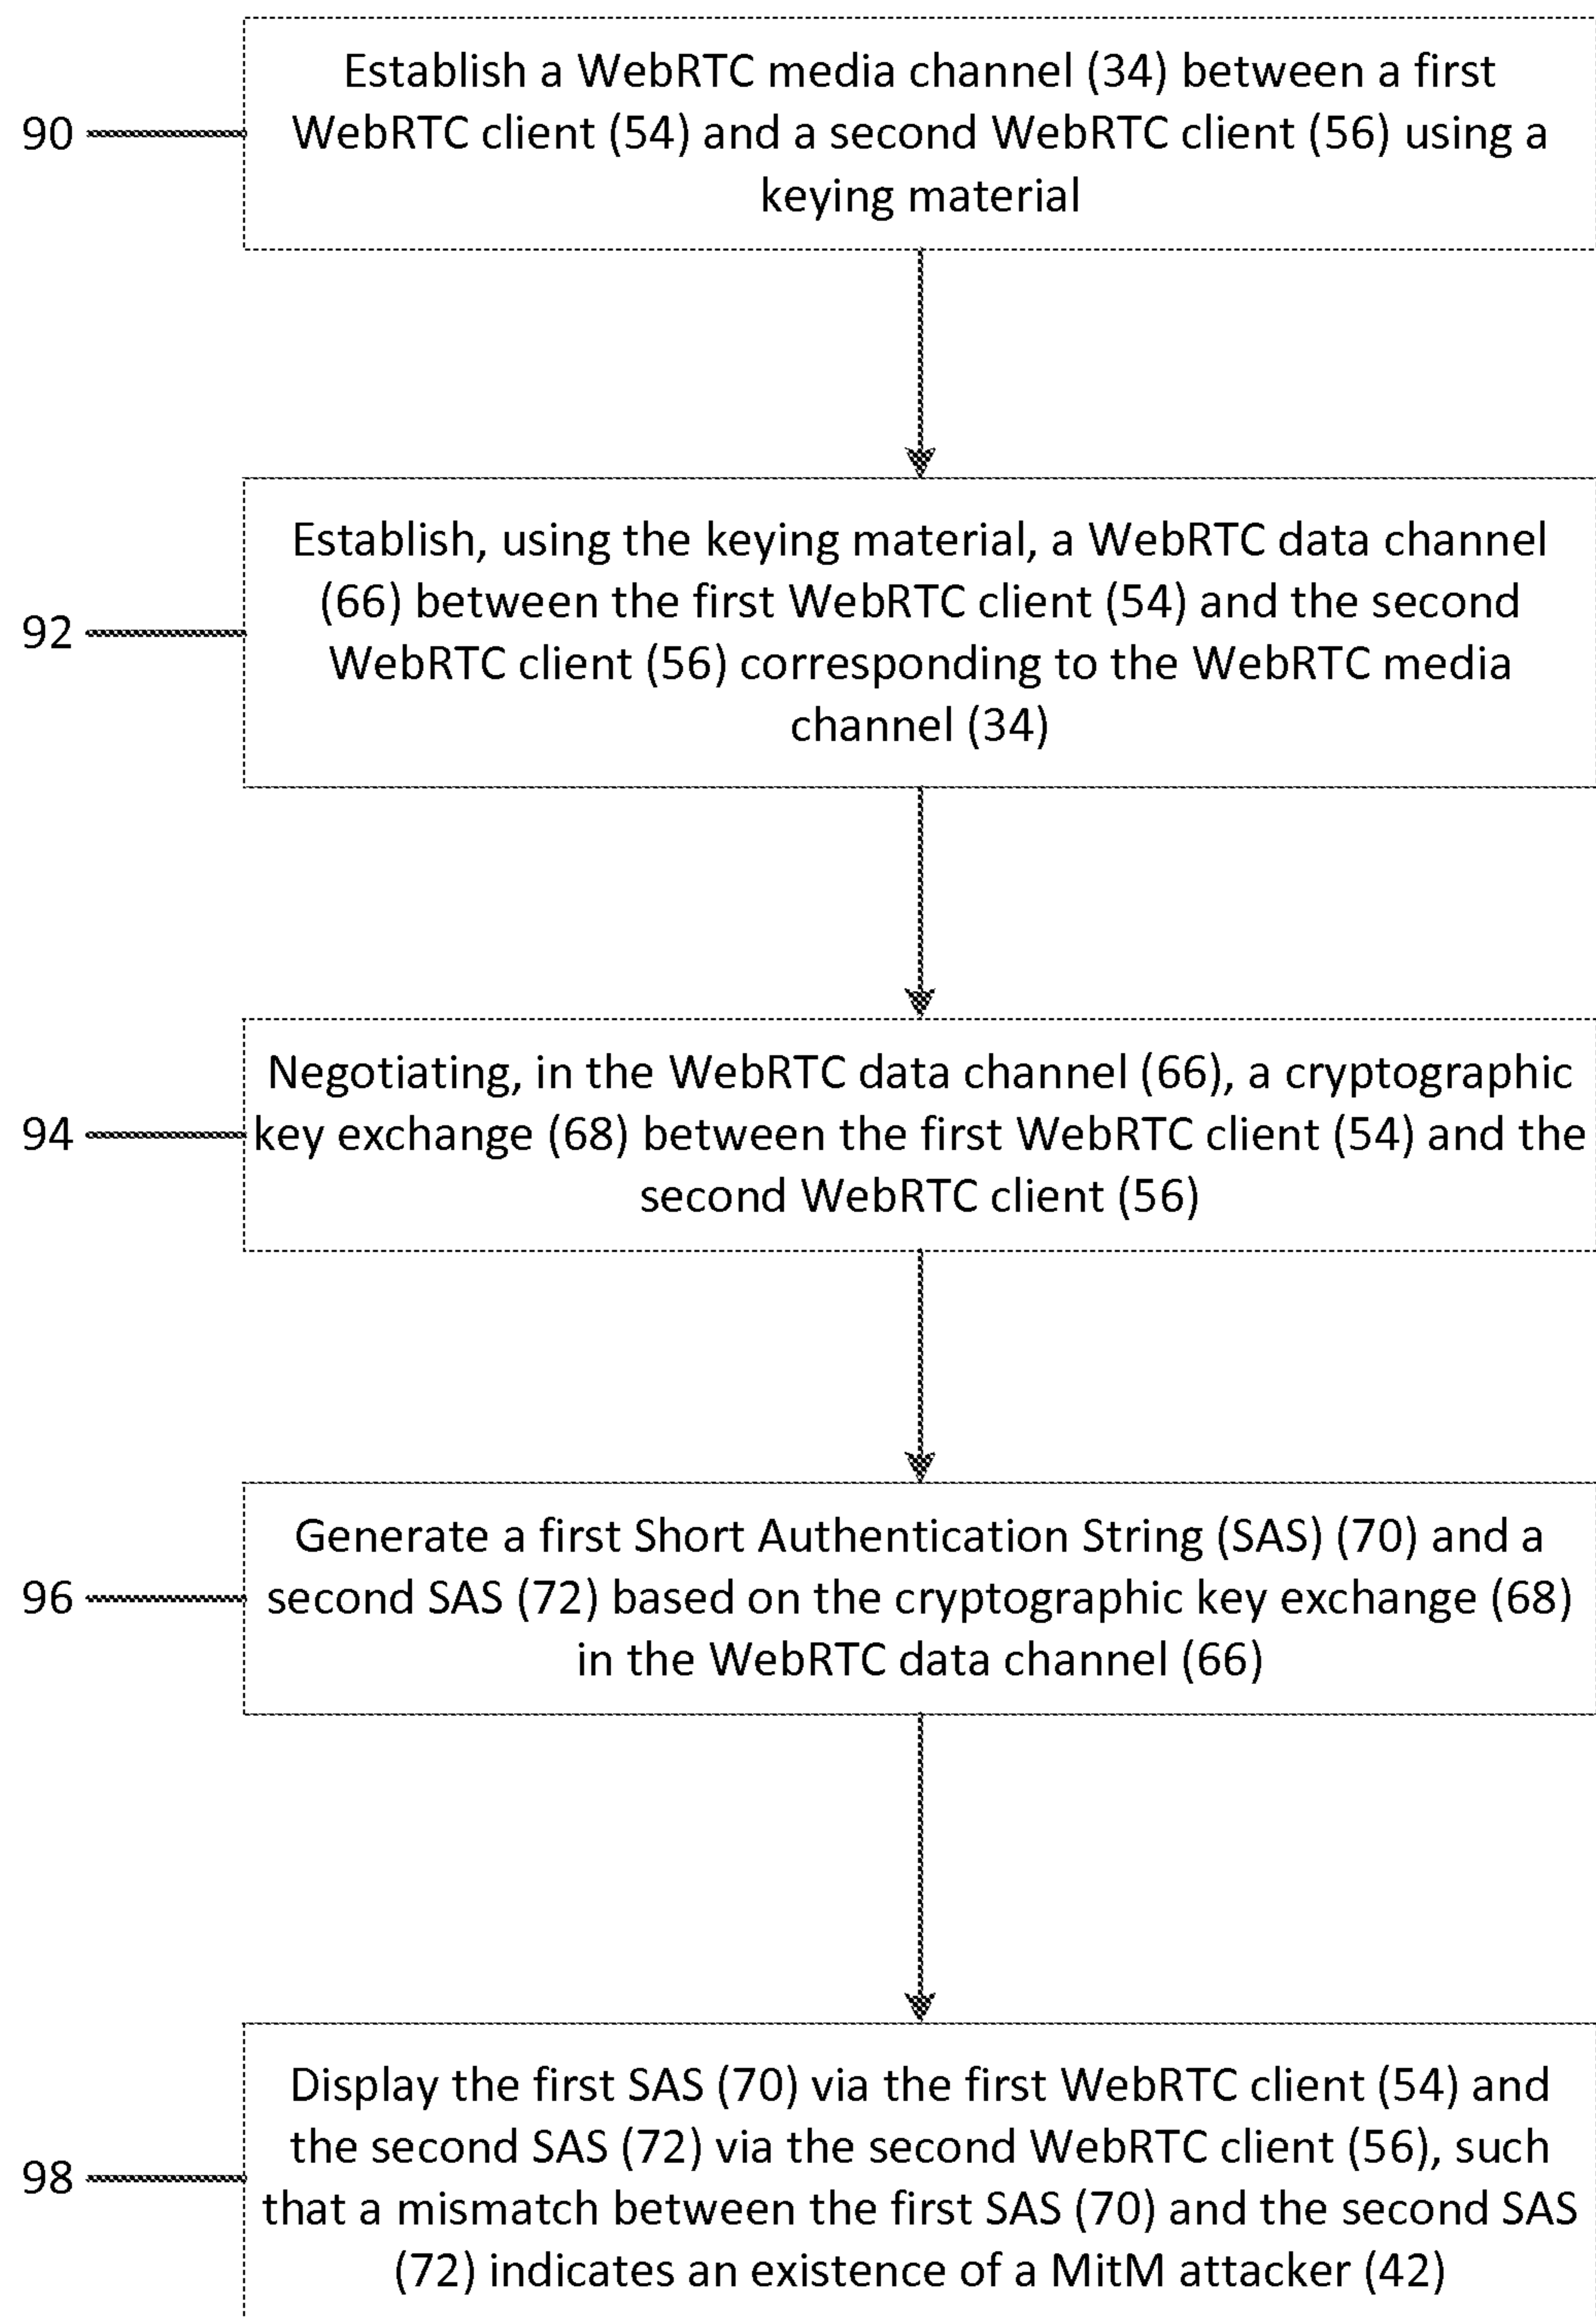 Establish a WebRTC media channel (34) between a first
90
WebRTC client (54) and a second WebRTC client (56) using a
keying material
Establish, using the keying material, a WebRTC data channel
(66) between the first WebRTC client (54) and the second
92
WebRTC client (56) corresponding to the WebRTC media
channel (34)
Negotiating, in the WebRTC data channel (66), a cryptographic
94
key exchange (68) between the first WebRTC client (54) and the
second WebRTC client (56)
Generate a first Short Authentication String (SAS) (70) and a
96
second SAS (72) based on the cryptographic key exchange (68)
in the WebRTC data channel (66)
Display the first SAS (70) via the first WebRTC client (54) and
the second SAS (72) via the second WebRTC client (56), such
98
that a mismatch between the first SAS (70) and the second SAS
(72) indicates an existence of a MitM attacker (42)